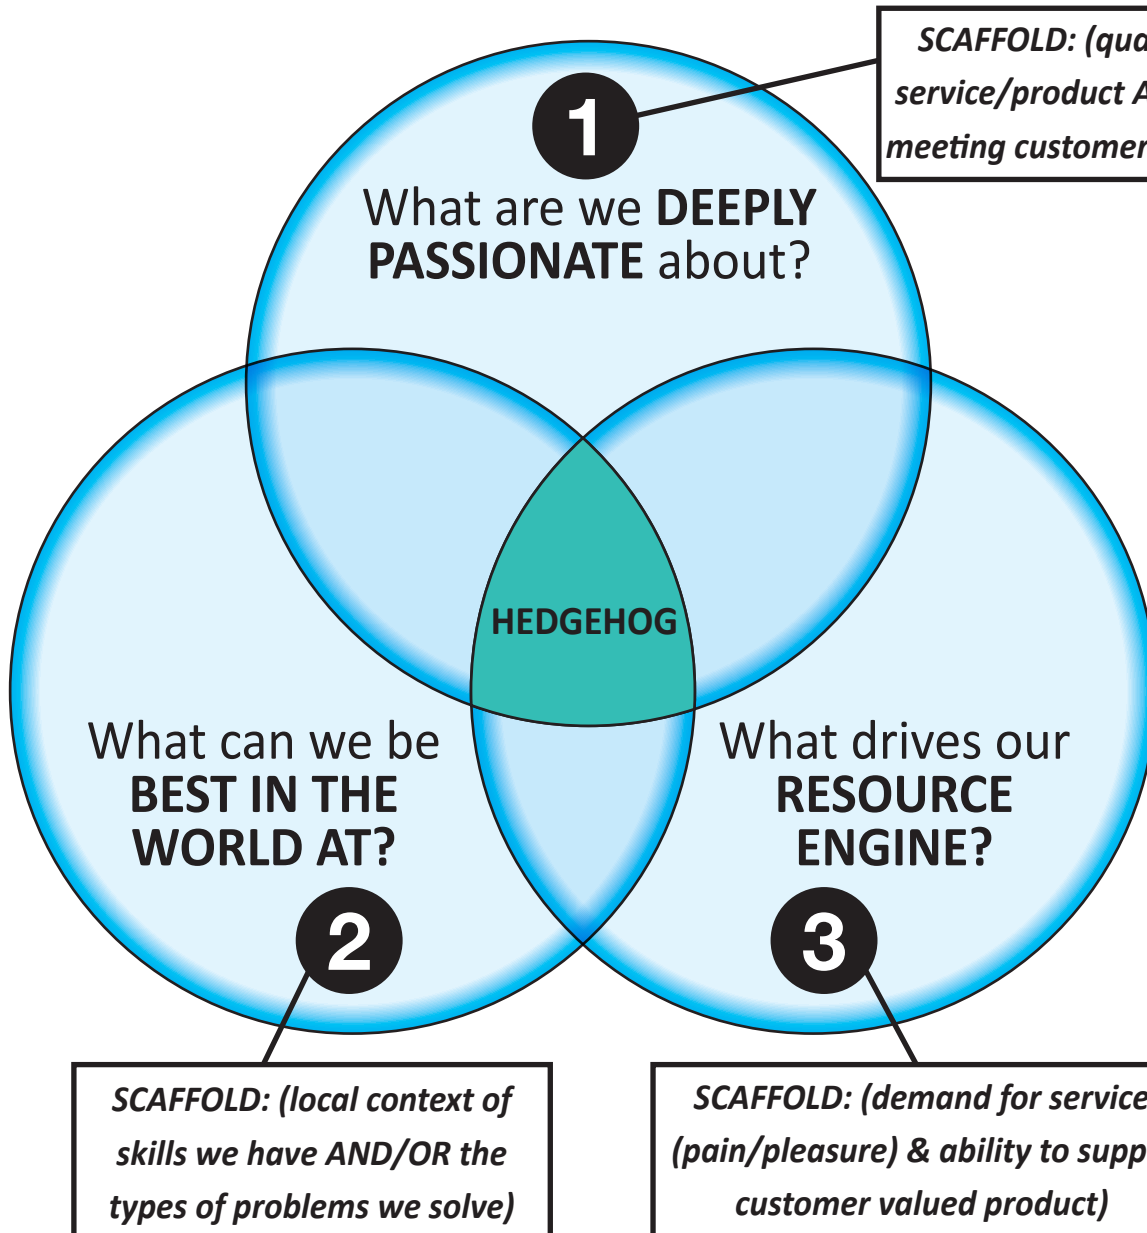 SCAFFOLD: (qua
service/product A
meeting customer
1
What are we DEEPLY
PASSIONATE about?
HEDGEHOG
What can we be
BEST IN THE
WORLD AT?
2
What drives our
RESOURCE
ENGINE?
3
SCAFFOLD: (local context of
skills we have AND/OR the
types of problems we solve)
SCAFFOLD: (demand for service
(pain/pleasure) & ability to supp
customer valued product)